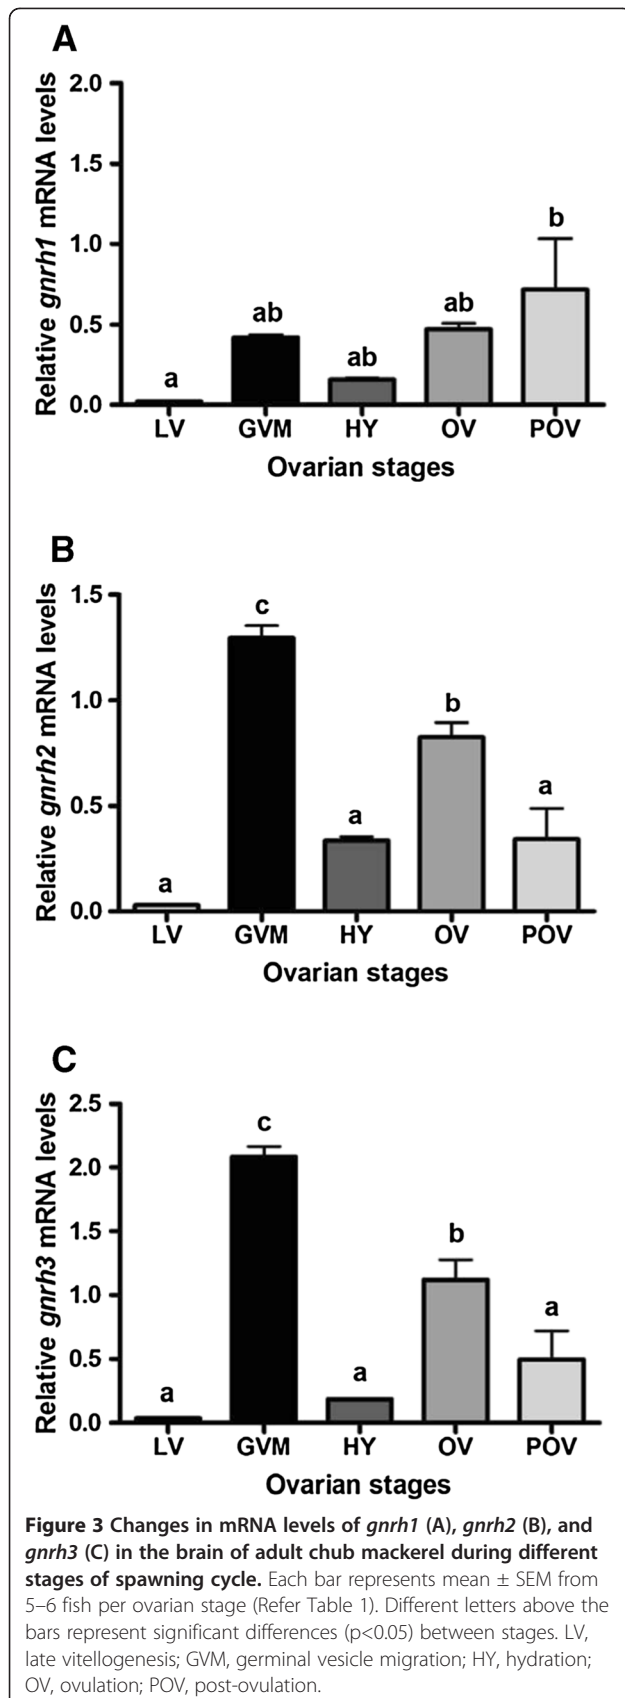 A
Relative gnrh1 mRNA levels
2.0
1.5
1.0
0.5
0.0
a
ab
ab
ab
b
LV GVM HY OV POV
Ovarian stages
B
Relative gnrh2 mRNA levels
1.5
1.0
0.5
0.0
a
c
a
b
a
LV GVM HY OV POV
Ovarian stages
C
Relative gnrh3 mRNA levels
2.5
2.0
1.5
1.0
0.5
0.0
a
c
a
b
a
LV GVM HY OV POV
Ovarian stages
Figure 3 Changes in mRNA levels of gnrh1 (A), gnrh2 (B), and
gnrh3 (C) in the brain of adult chub mackerel during different
stages of spawning cycle. Each bar represents mean ± SEM from
5–6 fish per ovarian stage (Refer Table 1). Different letters above the
bars represent significant differences (p<0.05) between stages. LV,
late vitellogenesis; GVM, germinal vesicle migration; HY, hydration;
OV, ovulation; POV, post-ovulation.